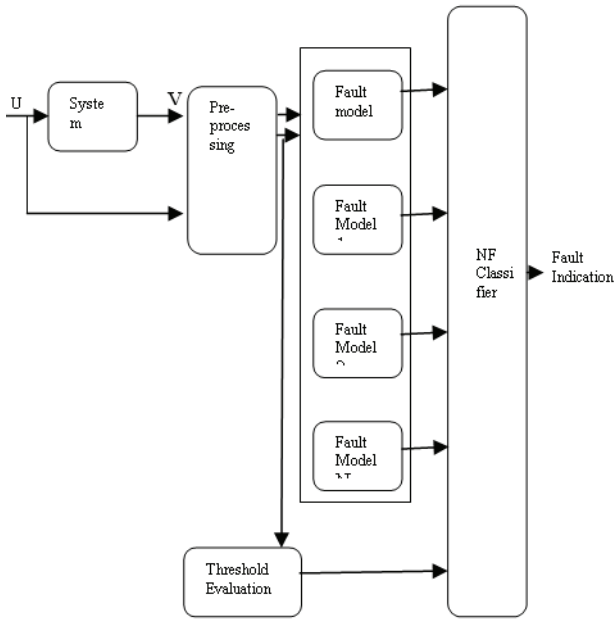 U
Syste
m
V
Pre-
proces
sing
Fault
model
Fault
Model
Fault
Model
Fault
Model
NF
Classi
fier
Fault
Indication
Threshold
Evaluation